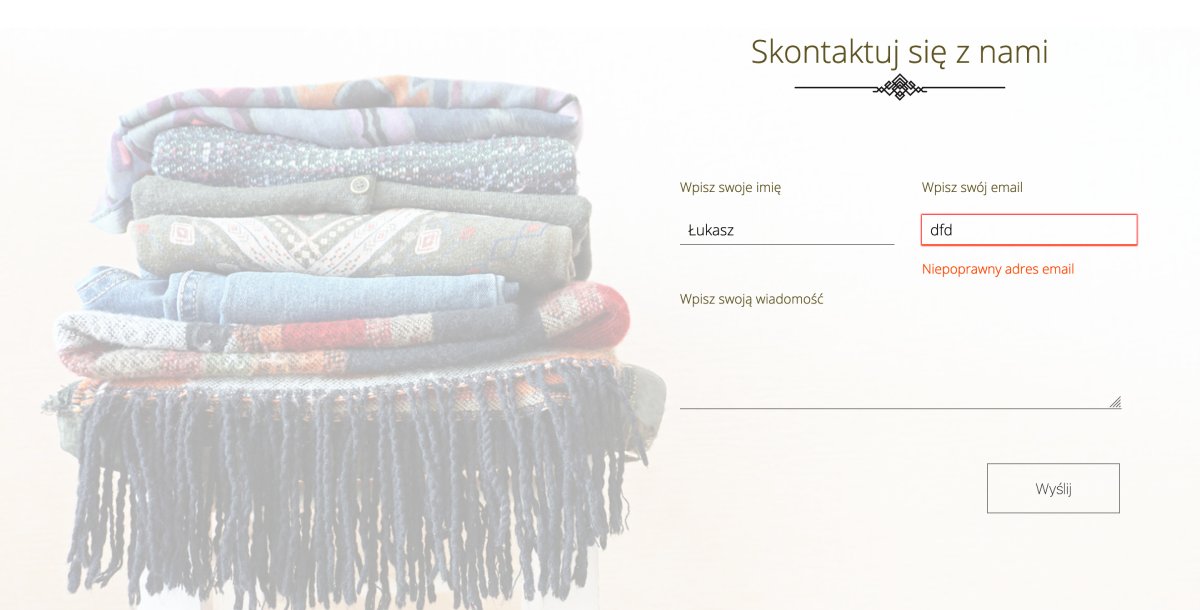 Skontaktuj się z nami
Wpisz swoje imię
Wpisz swój email
Łukasz
dfd
Niepoprawny adres email
Wpisz swoją wiadomość
Wyślij